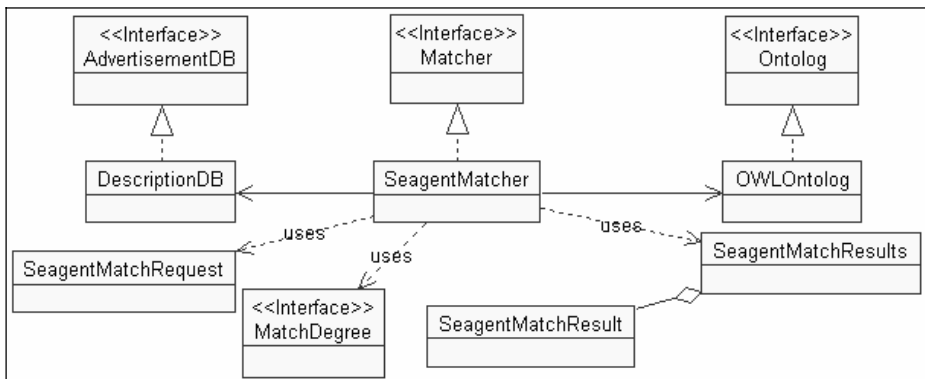 <<Interface>>
AdvertisementDB
<<Interface>>
Matcher
<<Interface>>
Ontolog
DescriptionDB
SeagentMatcher
OWLOntolog
uses
uses
uses
SeagentMatchRequest
SeagentMatchResults
<<Interface>>
MatchDegree
SeagentMatchResult